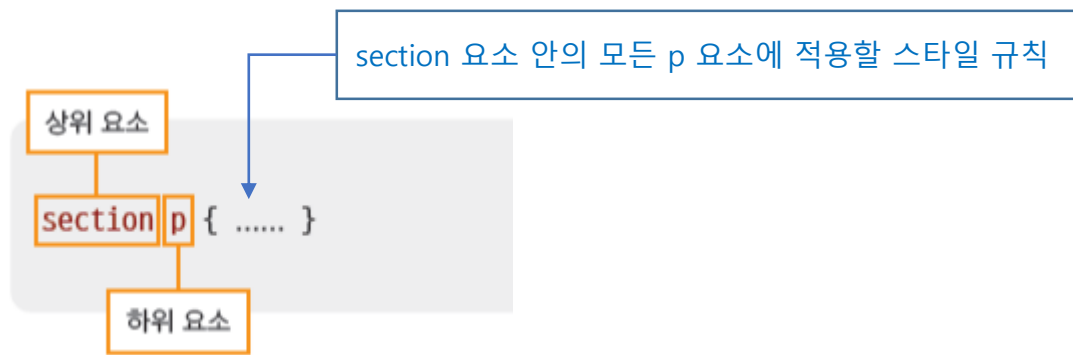 section 요소 안의 모든 p 요소에 적용할 스타일 규칙
상위 요소
section p { ...... }
하위 요소